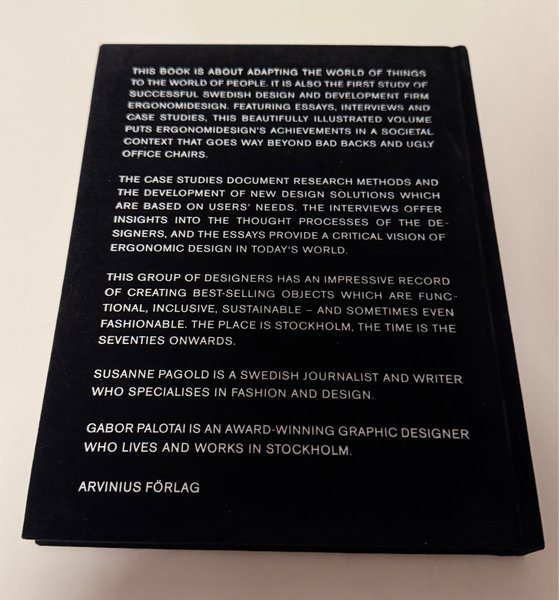 THIS BOOK IS ABOUT ADAPTING THE WORLD OF THINGS
TO THE WORLD OF PEOPLE. IT IS ALSO THE FIRST STUDY OF
SUCCESSFUL SWEDISH DESIGN AND DEVELOPMENT FIRM
ERGONOMIDESIGN. FEATURING ESSAYS, INTERVIEWS AND
CASE STUDIES, THIS BEAUTIFULLY ILLUSTRATED VOLUME
PUTS ERGONOMIDESIGN'S ACHIEVEMENTS IN A SOCIETAL
CONTEXT THAT GOES WAY BEYOND BAD BACKS AND UGLY
OFFICE CHAIRS.
THE CASE STUDIES DOCUMENT RESEARCH METHODS AND
THE DEVELOPMENT OF NEW DESIGN SOLUTIONS WHICH
ARE BASED ON USERS' NEEDS. THE INTERVIEWS OFFER
INSIGHTS INTO THE THOUGHT PROCESSES OF THE DE-
SIGNERS, AND THE ESSAYS PROVIDE A CRITICAL VISION OF
ERGONOMIC DESIGN IN TODAY'S WORLD.
THIS GROUP OF DESIGNERS HAS AN IMPRESSIVE RECORD
OF CREATING BEST-SELLING OBJECTS WHICH ARE FUNC-
TIONAL, INCLUSIVE, SUSTAINABLE – AND SOMETIMES EVEN
FASHIONABLE. THE PLACE IS STOCKHOLM, THE TIME IS THE
SEVENTIES ONWARDS.
SUSANNE PAGOLD IS A SWEDISH JOURNALIST AND WRITER
WHO SPECIALISES IN FASHION AND DESIGN.
GABOR PALOTAI IS AN AWARD-WINNING GRAPHIC DESIGNER
WHO LIVES AND WORKS IN STOCKHOLM.
ARVINIUS FÖRLAG